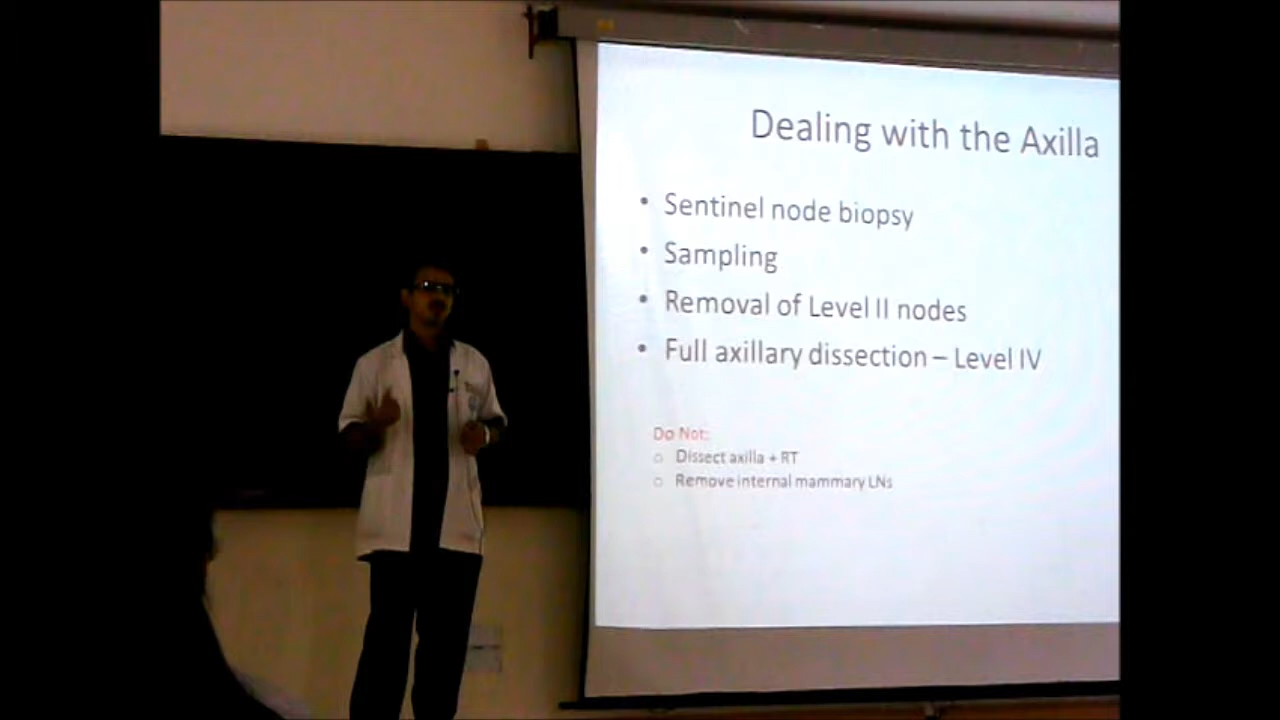 Dealing with the Axilla
• Sentinel node biopsy
• Sampling
• Removal of Level II nodes
• Full axillary dissection – Level IV
Do Not:
o Dissect axilla + RT
o Remove internal mammary LNs